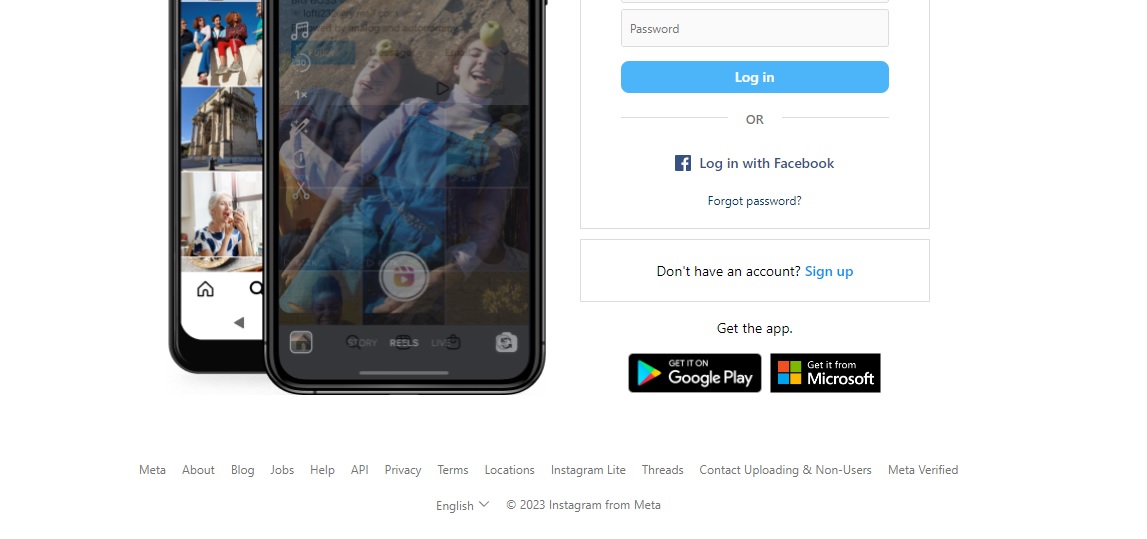 Password
Log in
OR
Log in with Facebook
Forgot password?
Don't have an account? Sign up
Get the app.
GET IT ON
Google Play
Get it from
Microsoft
1×
STORY REELS LIVE
Meta About Blog Jobs Help API Privacy Terms Locations Instagram Lite Threads Contact Uploading & Non-Users Meta Verified
English © 2023 Instagram from Meta